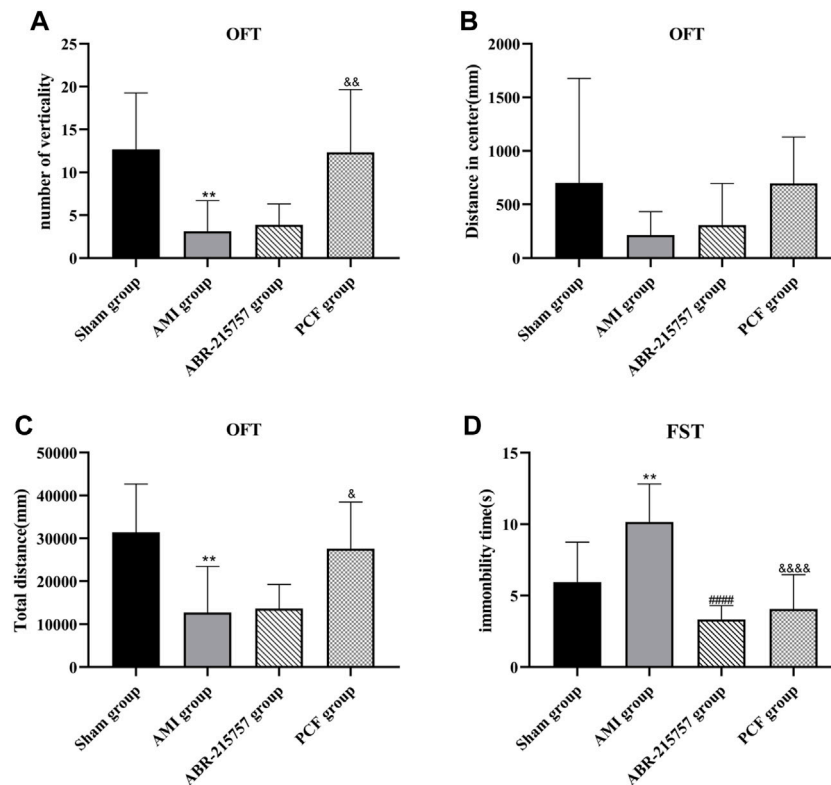 A
OFT
number of verticality
25
20
15
10
5
0
**
&&
Sham group
AMI group
ABR-215757 group
PCF group
B
OFT
Distance in center(mm)
2000
1500
1000
500
0
Sham group
AMI group
ABR-215757 group
PCF group
C
OFT
Total distance(mm)
50000
40000
30000
20000
10000
0
**
&
Sham group
AMI group
ABR-215757 group
PCF group
D
FST
immonbility time(s)
15
10
5
0
**
####
&&&&
Sham group
AMI group
ABR-215757 group
PCF group